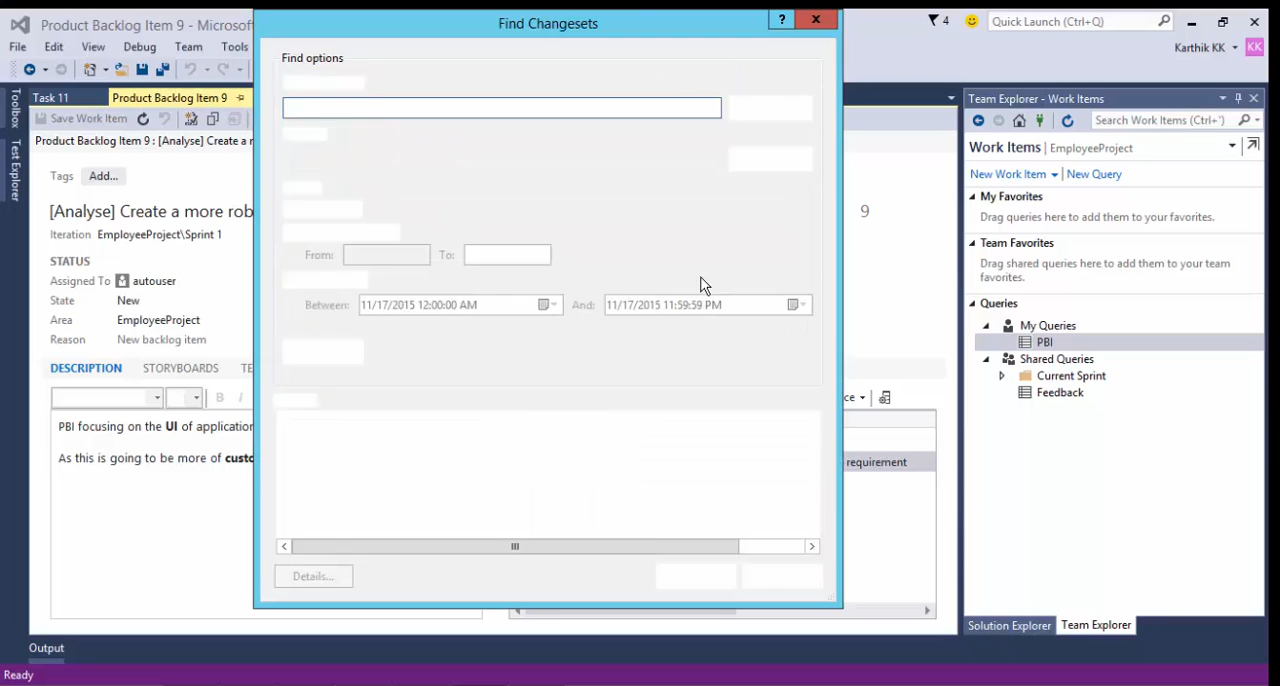 Product Backlog Item 9 - Microsof
Find Changesets
?
4
Quick Launch (Ctrl+Q)
File Edit View Debug Team Tools
Karthik KK
KK
Find options
Toolbox
Test Explorer
Task 11
Product Backlog Item 9
Save Work Item
Product Backlog Item 9 : [Analyse] Create a
Tags Add...
[Analyse] Create a more rob
9
Iteration EmployeeProject\Sprint 1
STATUS
Assigned To autouser
State New
Area EmployeeProject
Reason New backlog item
DESCRIPTION STORYBOARDS TE
B I
PBI focusing on the UI of application
As this is going to be more of custo
From: To:
Between: 11/17/2015 12:00:00 AM And: 11/17/2015 11:59:59 PM
Details...
requirement
Team Explorer - Work Items
Search Work Items (Ctrl+')
Work Items | EmployeeProject
New Work Item | New Query
My Favorites
Drag queries here to add them to your favorites.
Team Favorites
Drag shared queries here to add them to your team
favorites.
Queries
My Queries
PBI
Shared Queries
Current Sprint
Feedback
Solution Explorer Team Explorer
Output
Ready